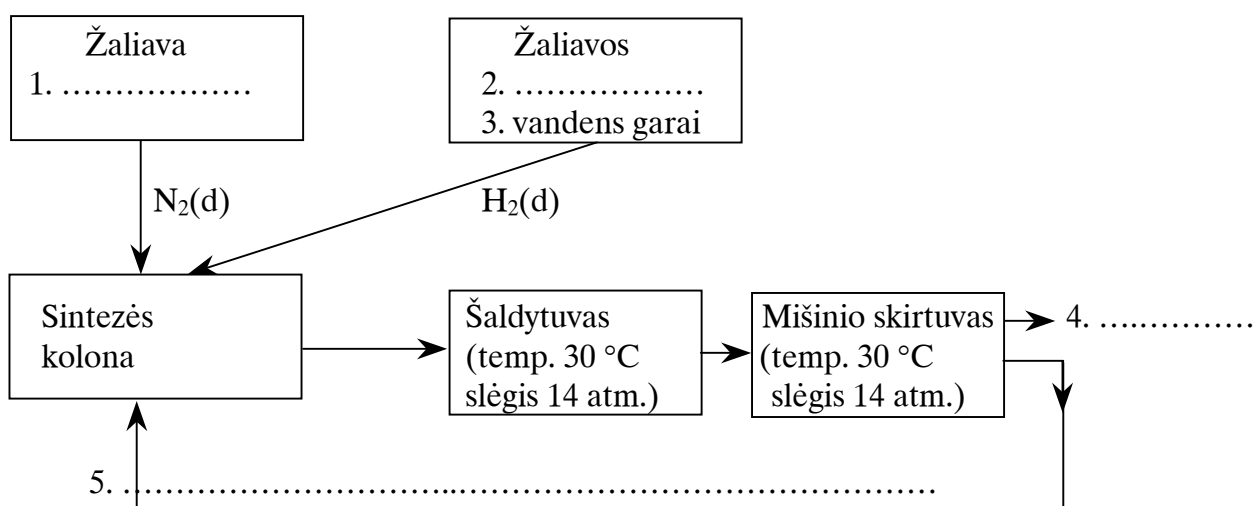 Žaliava
1. ………………
Žaliavos
2. ………………
3. vandens garai
N₂(d)
H₂(d)
Sintezės
kolona
Šaldytuvas
(temp. 30 °C
slėgis 14 atm.)
Mišinio skirtuvas
(temp. 30 °C
slėgis 14 atm.)
4. …..…………
5. …………………………..………………………………………